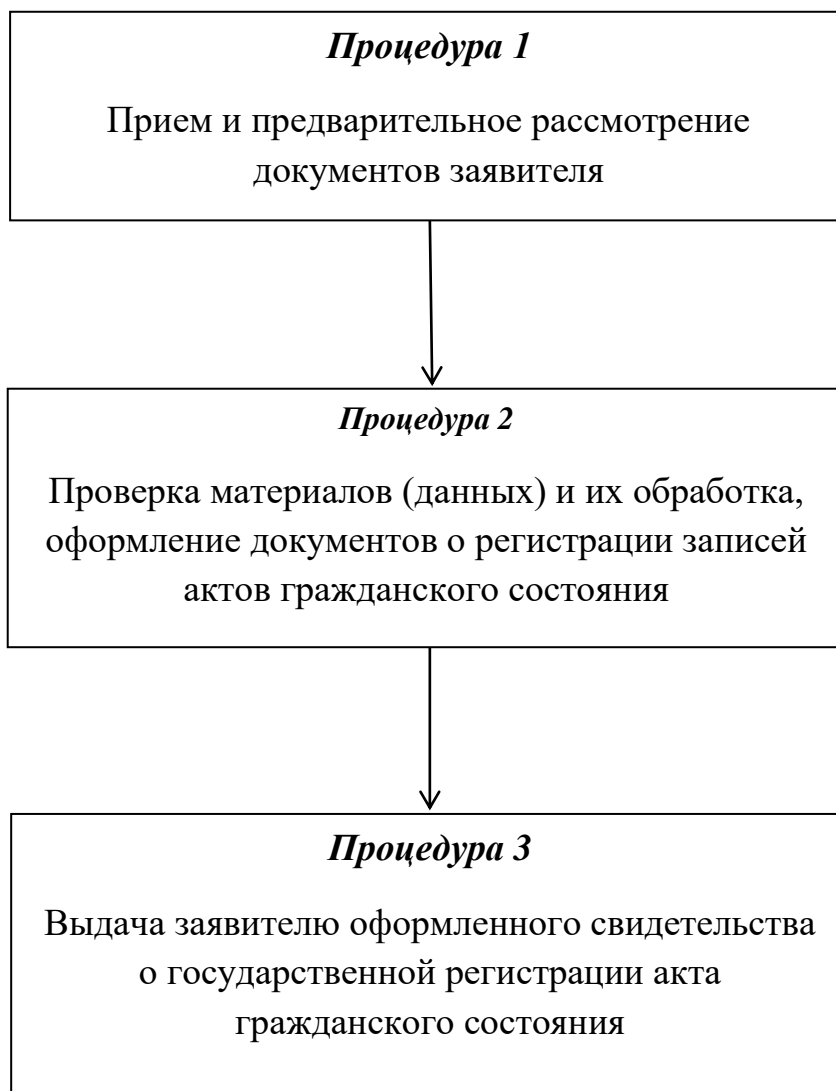 Процедура 1
Прием и предварительное рассмотрение
документов заявителя
Процедура 2
Проверка материалов (данных) и их обработка,
оформление документов о регистрации записей
актов гражданского состояния
Процедура 3
Выдача заявителю оформленного свидетельства
о государственной регистрации акта
гражданского состояния